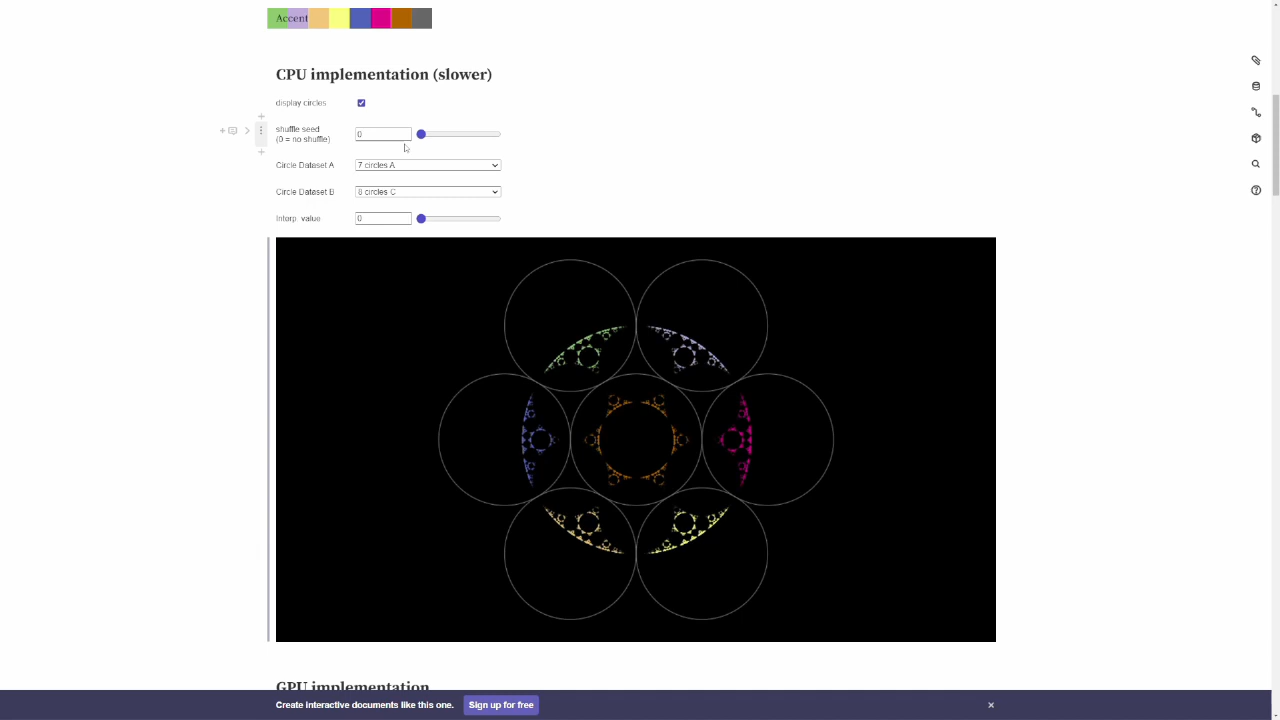 Accent
CPU implementation (slower)
display circles
shuffle seed
(0 = no shuffle)
0
Circle Dataset A
7 circles A
Circle Dataset B
8 circles C
Interp. value
0
GPU implementation
Create interactive documents like this one.
Sign up for free